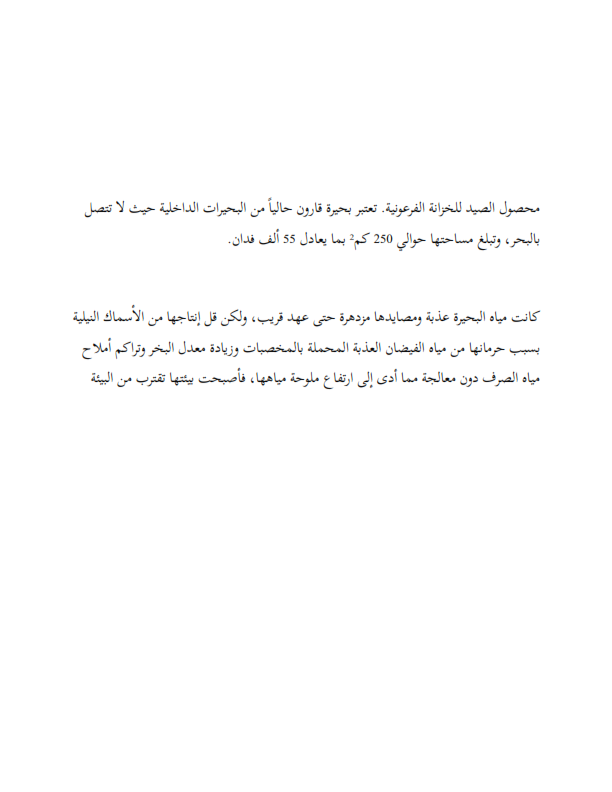 محصول الصيد للخزانة الفرعونية. تعتبر بحيرة قارون حالياً من البحيرات الداخلية حيث لا تتصل
بالبحر، وتبلغ مساحتها حوالي 250 كم² بما يعادل 55 ألف فدان.
كانت مياه البحيرة عذبة ومصايدها مزدهرة حتى عهد قريب، ولكن قل إنتاجها من الأسماك النيلية
بسبب حرمانها من مياه الفيضان العذبة المحملة بالمخصبات وزيادة معدل البخر وتراكم أملاح
مياه الصرف دون معالجة مما أدى إلى ارتفاع ملوحة مياهها، فأصبحت بيئتها تقترب من البيئة